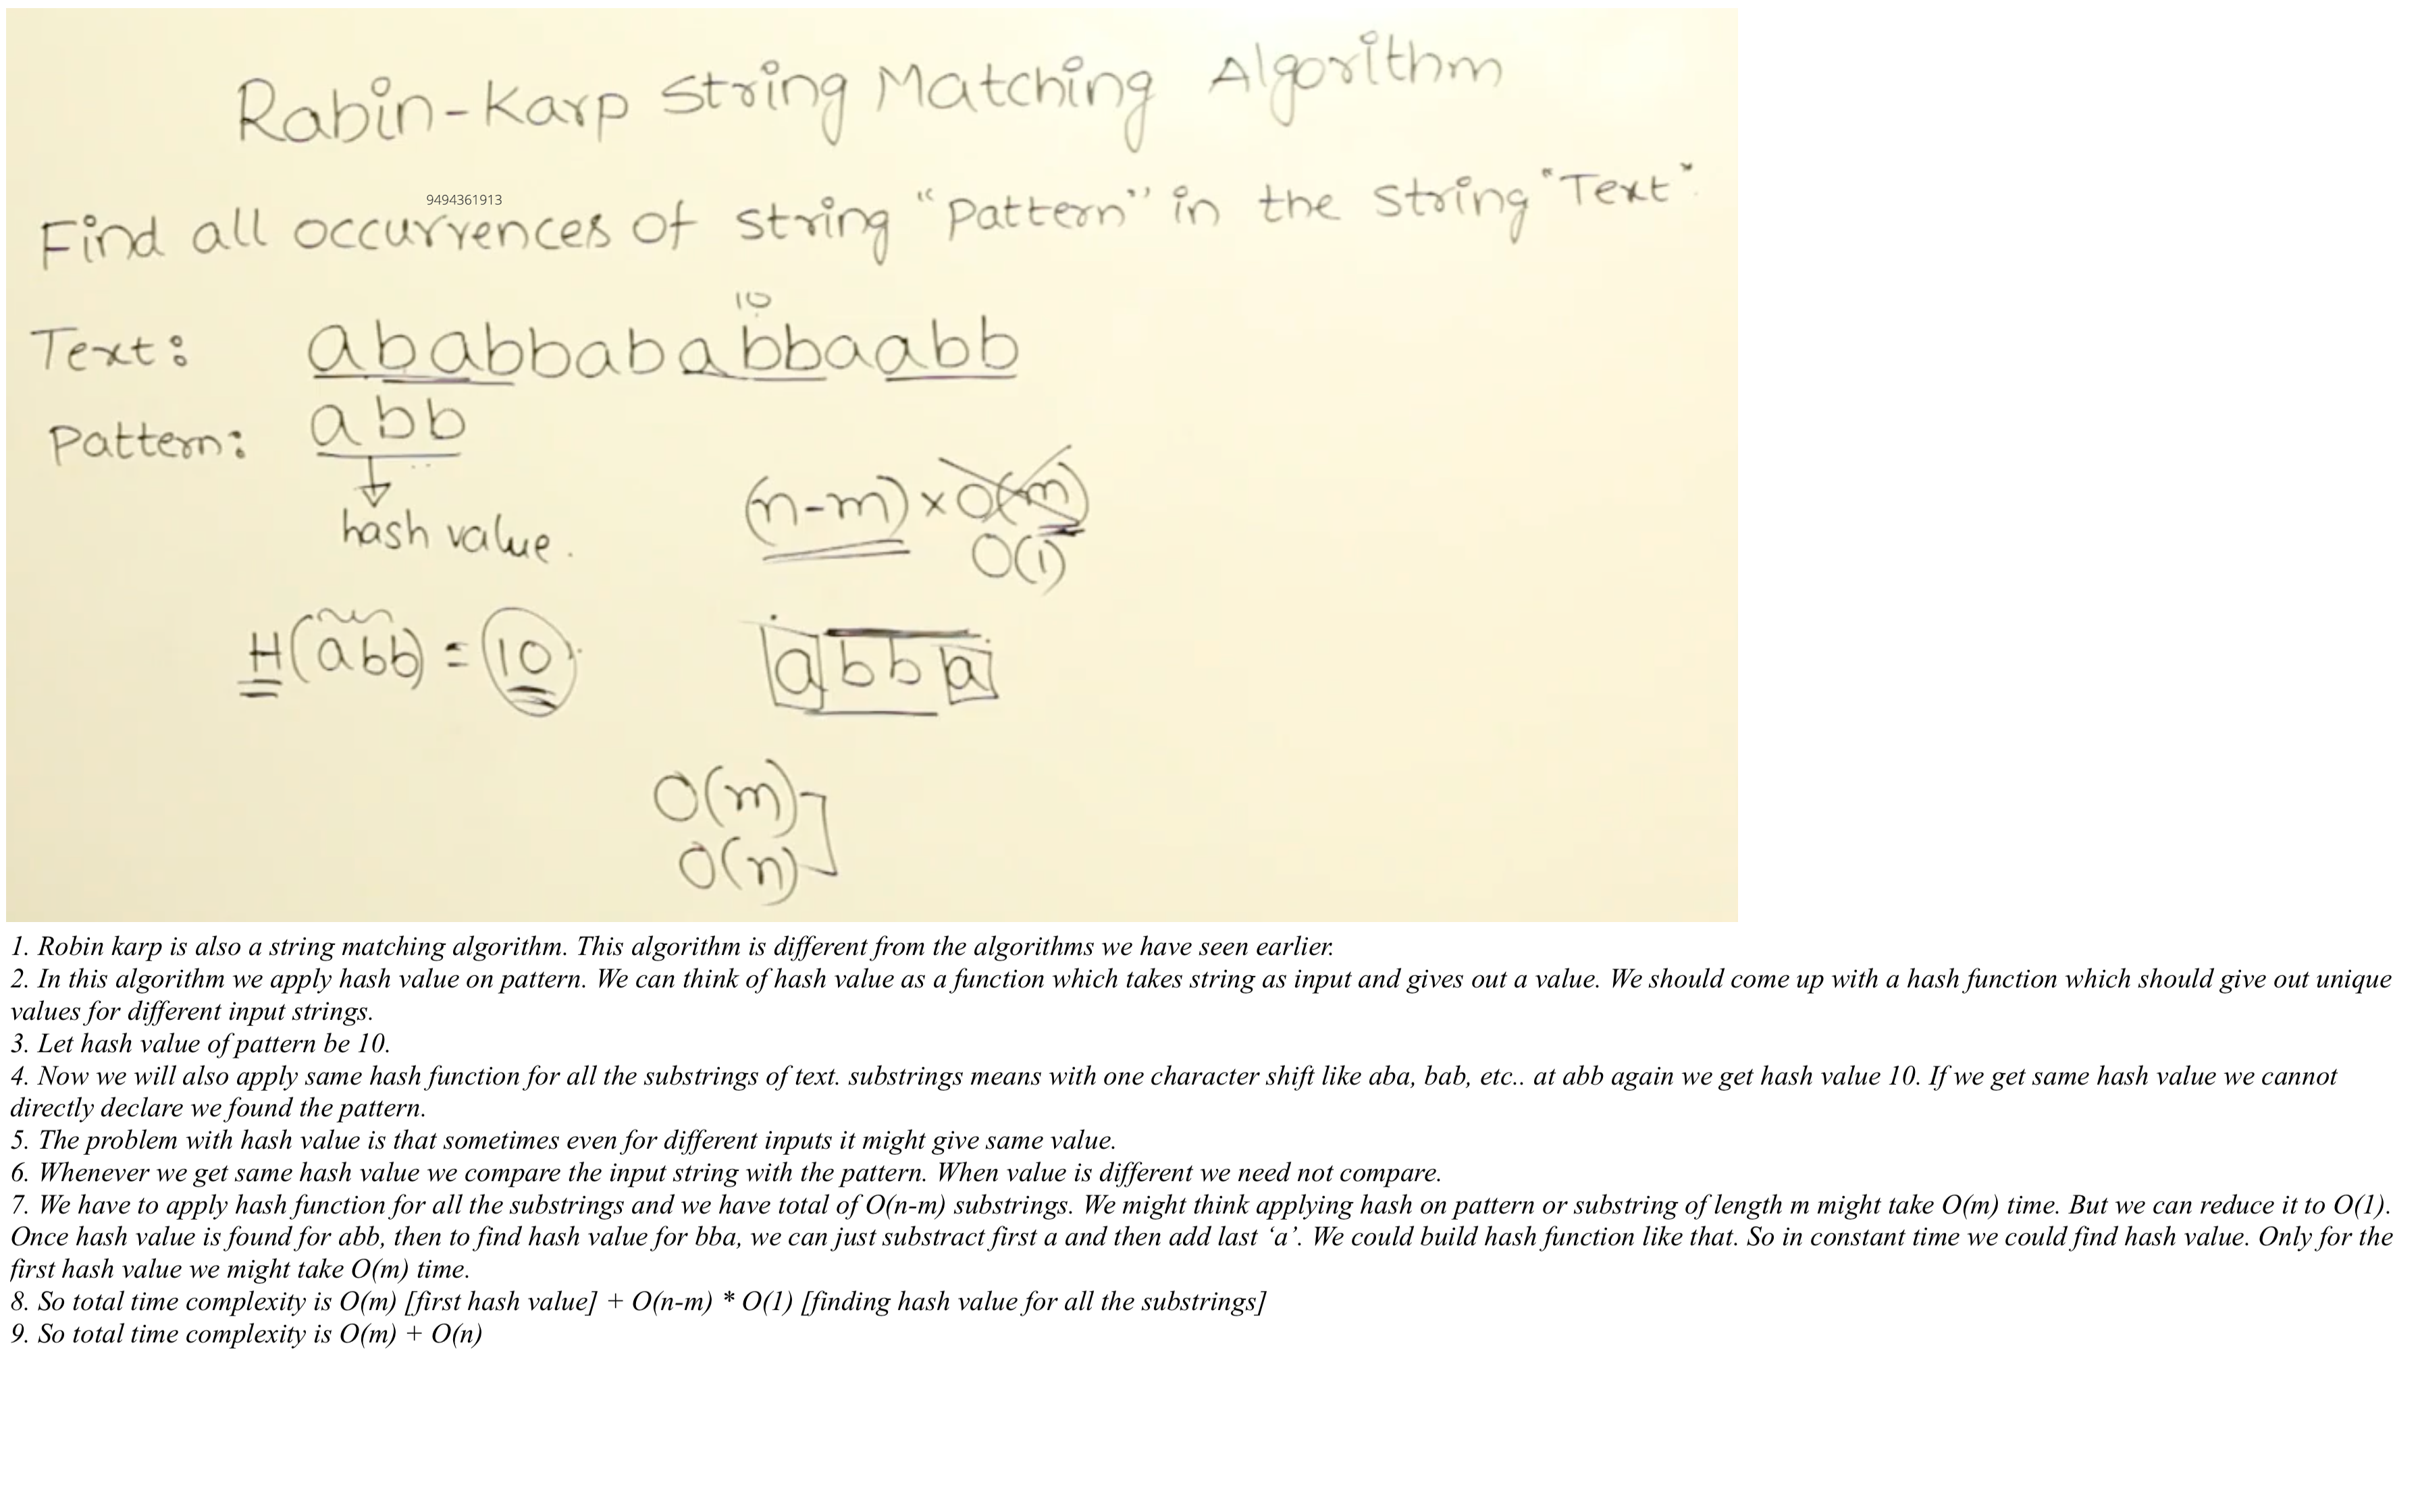 Rabin-Karp String Matching Algorithm
9494361913
Find all occurrences of string "Pattern" in the string "Text"
10
Text: ababbababbaabb
Pattern: abb
hash value.
(n-m) x O(m)
O(1)
H(abb) = 10
abba
O(m)
O(n)
1. Robin karp is also a string matching algorithm. This algorithm is different from the algorithms we have seen earlier.
2. In this algorithm we apply hash value on pattern. We can think of hash value as a function which takes string as input and gives out a value. We should come up with a hash function which should give out unique
values for different input strings.
3. Let hash value of pattern be 10.
4. Now we will also apply same hash function for all the substrings of text. substrings means with one character shift like aba, bab, etc.. at abb again we get hash value 10. If we get same hash value we cannot
directly declare we found the pattern.
5. The problem with hash value is that sometimes even for different inputs it might give same value.
6. Whenever we get same hash value we compare the input string with the pattern. When value is different we need not compare.
7. We have to apply hash function for all the substrings and we have total of O(n-m) substrings. We might think applying hash on pattern or substring of length m might take O(m) time. But we can reduce it to O(1).
Once hash value is found for abb, then to find hash value for bba, we can just substract first a and then add last ‘a’. We could build hash function like that. So in constant time we could find hash value. Only for the
first hash value we might take O(m) time.
8. So total time complexity is O(m) [first hash value] + O(n-m) * O(1) [finding hash value for all the substrings]
9. So total time complexity is O(m) + O(n)